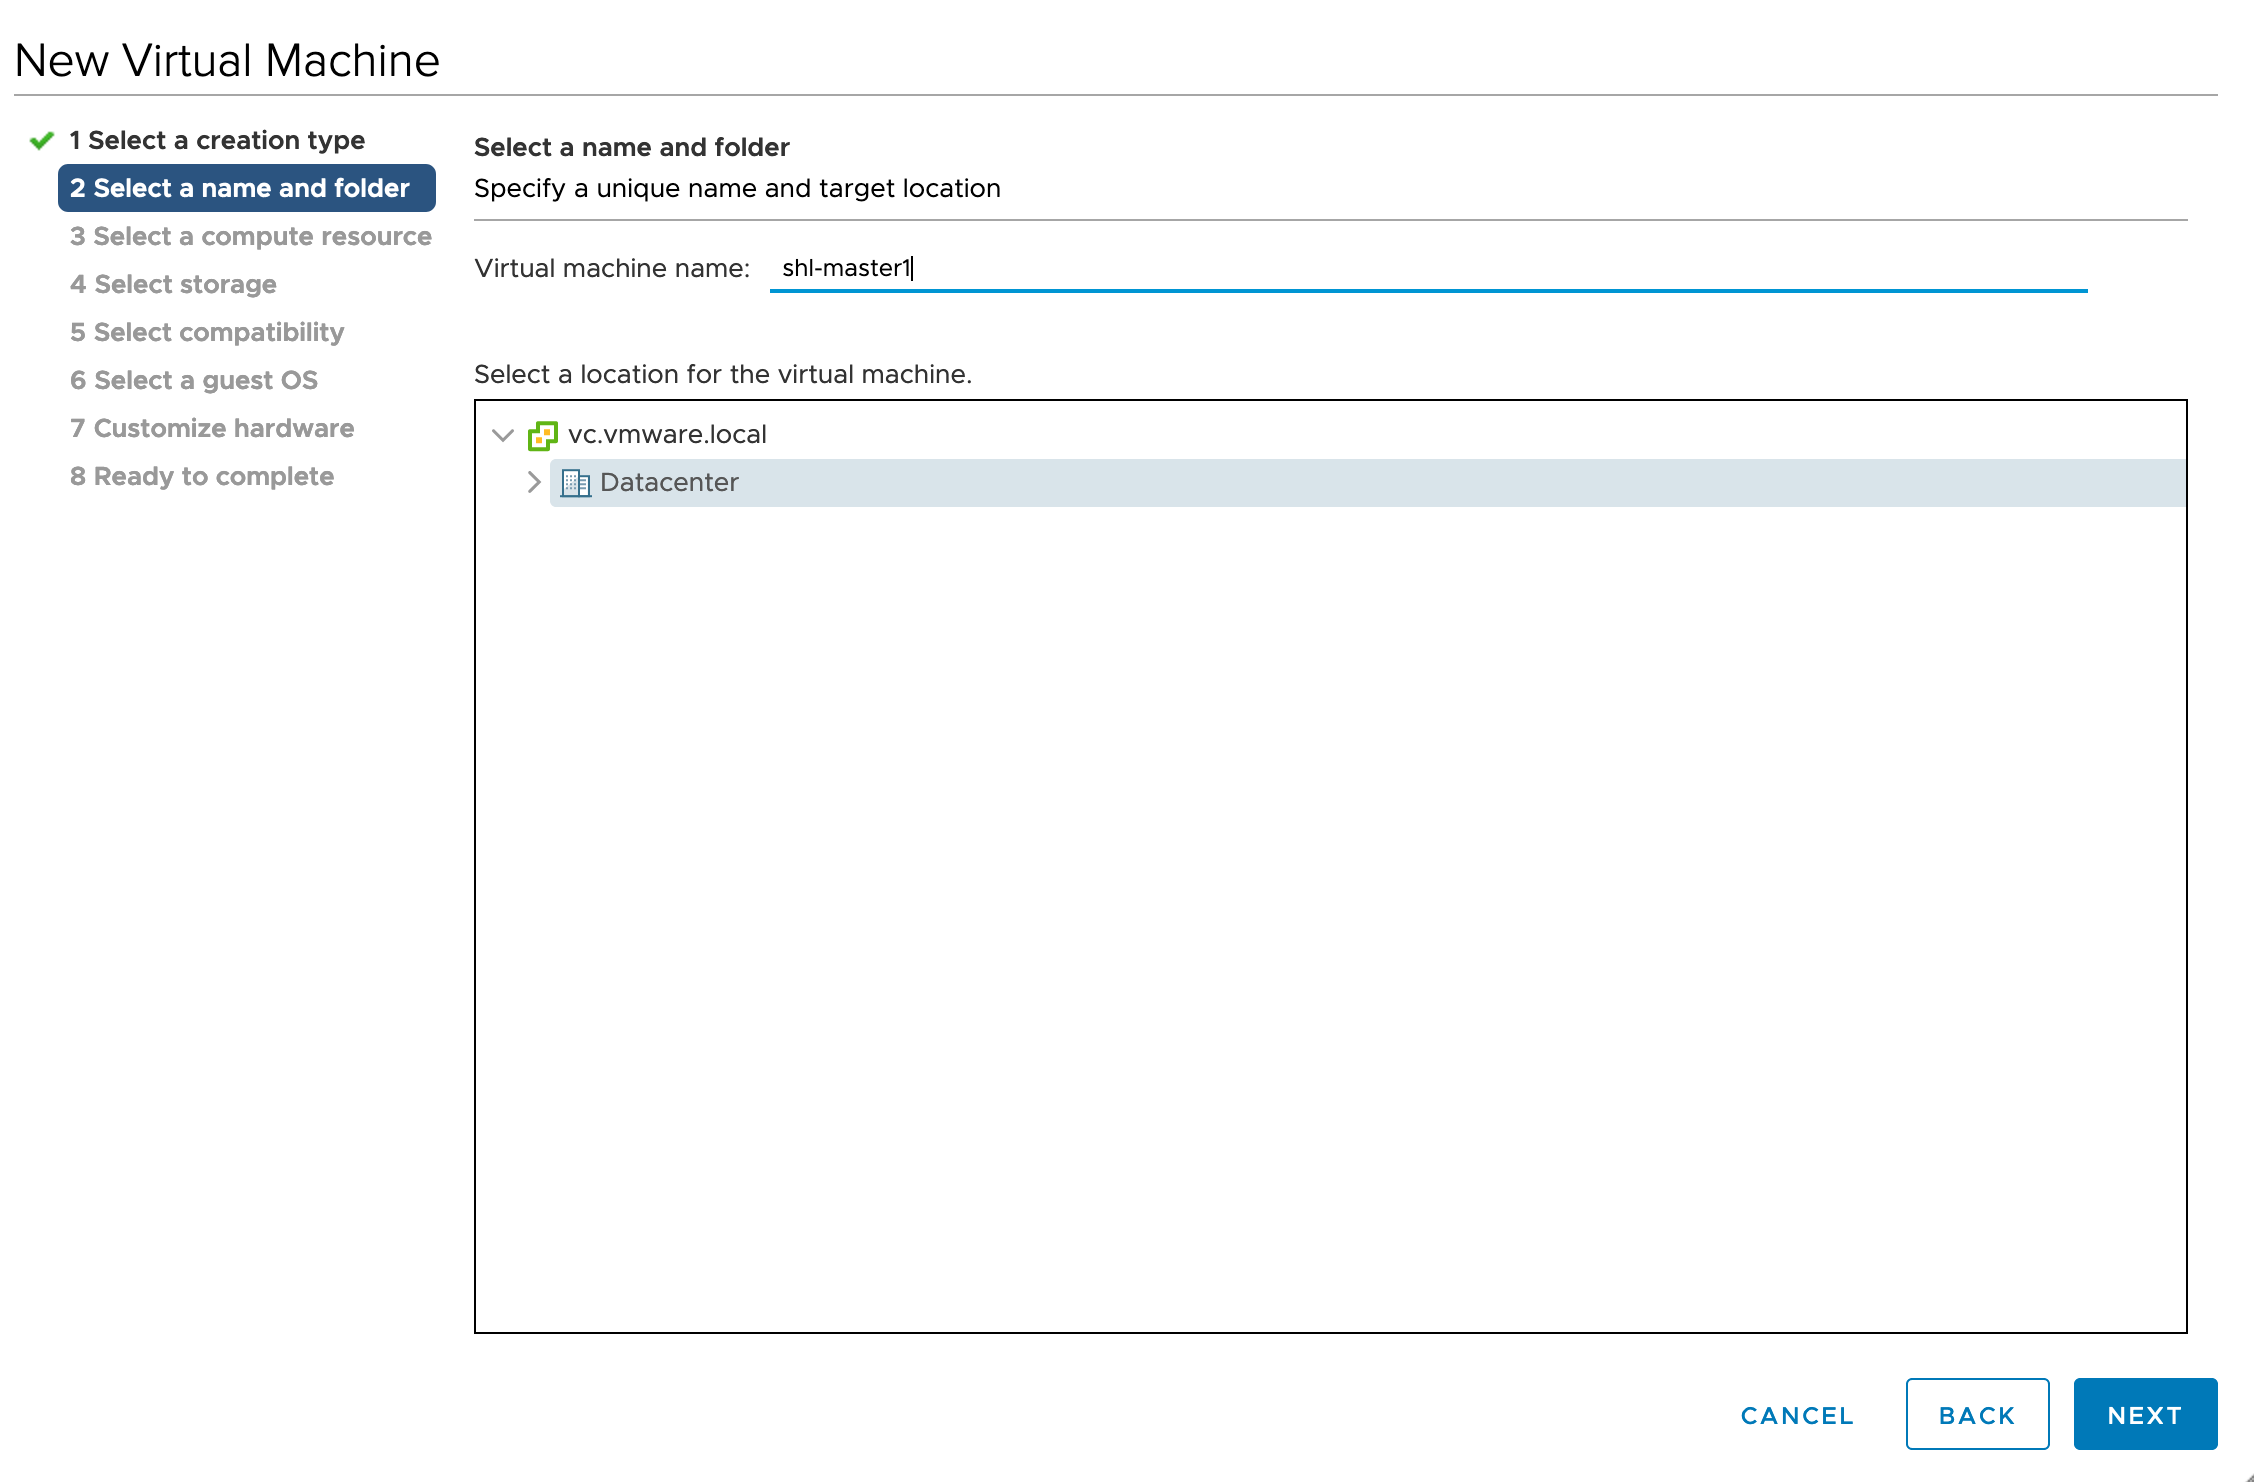 New Virtual Machine
1 Select a creation type
2 Select a name and folder
3 Select a compute resource
4 Select storage
5 Select compatibility
6 Select a guest OS
7 Customize hardware
8 Ready to complete
Select a name and folder
Specify a unique name and target location
Virtual machine name: shl-master1
Select a location for the virtual machine.
vc.vmware.local
Datacenter
CANCEL BACK NEXT